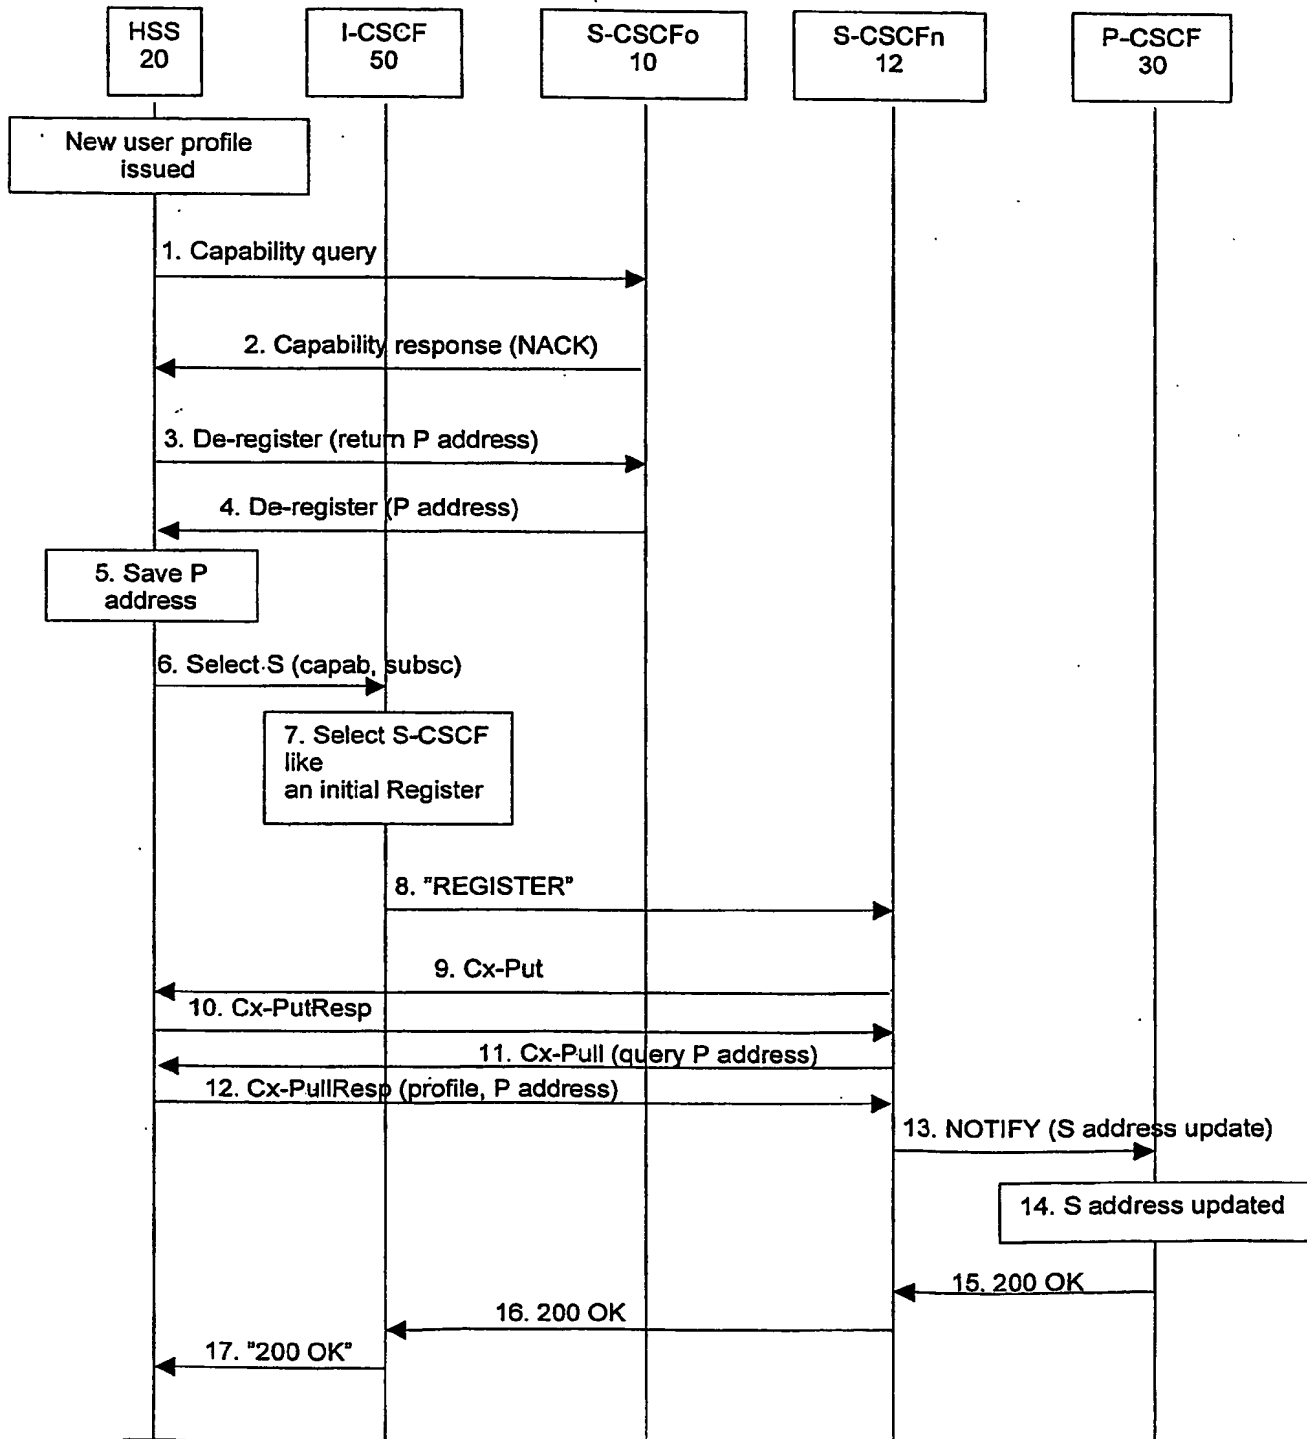 HSS
20
I-CSCF
50
S-CSCFo
10
S-CSCFn
12
P-CSCF
30
New user profile
issued
1. Capability query
2. Capability response (NACK)
3. De-register (return P address)
4. De-register (P address)
5. Save P
address
6. Select S (capab, subsc)
7. Select S-CSCF
like
an initial Register
8. "REGISTER"
9. Cx-Put
10. Cx-PutResp
11. Cx-Pull (query P address)
12. Cx-PullResp (profile, P address)
13. NOTIFY (S address update)
14. S address updated
15. 200 OK
16. 200 OK
17. "200 OK"